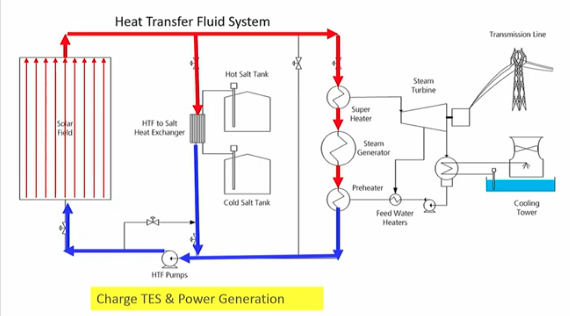 Heat Transfer Fluid System
Transmission Line
Hot Salt Tank
Steam
Turbine
Solar
Field
HTF to Salt
Heat Exchanger
Super
Heater
Steam
Generator
Preheater
Cold Salt Tank
Feed Water
Heaters
Cooling
Tower
HTF Pumps
Charge TES & Power Generation